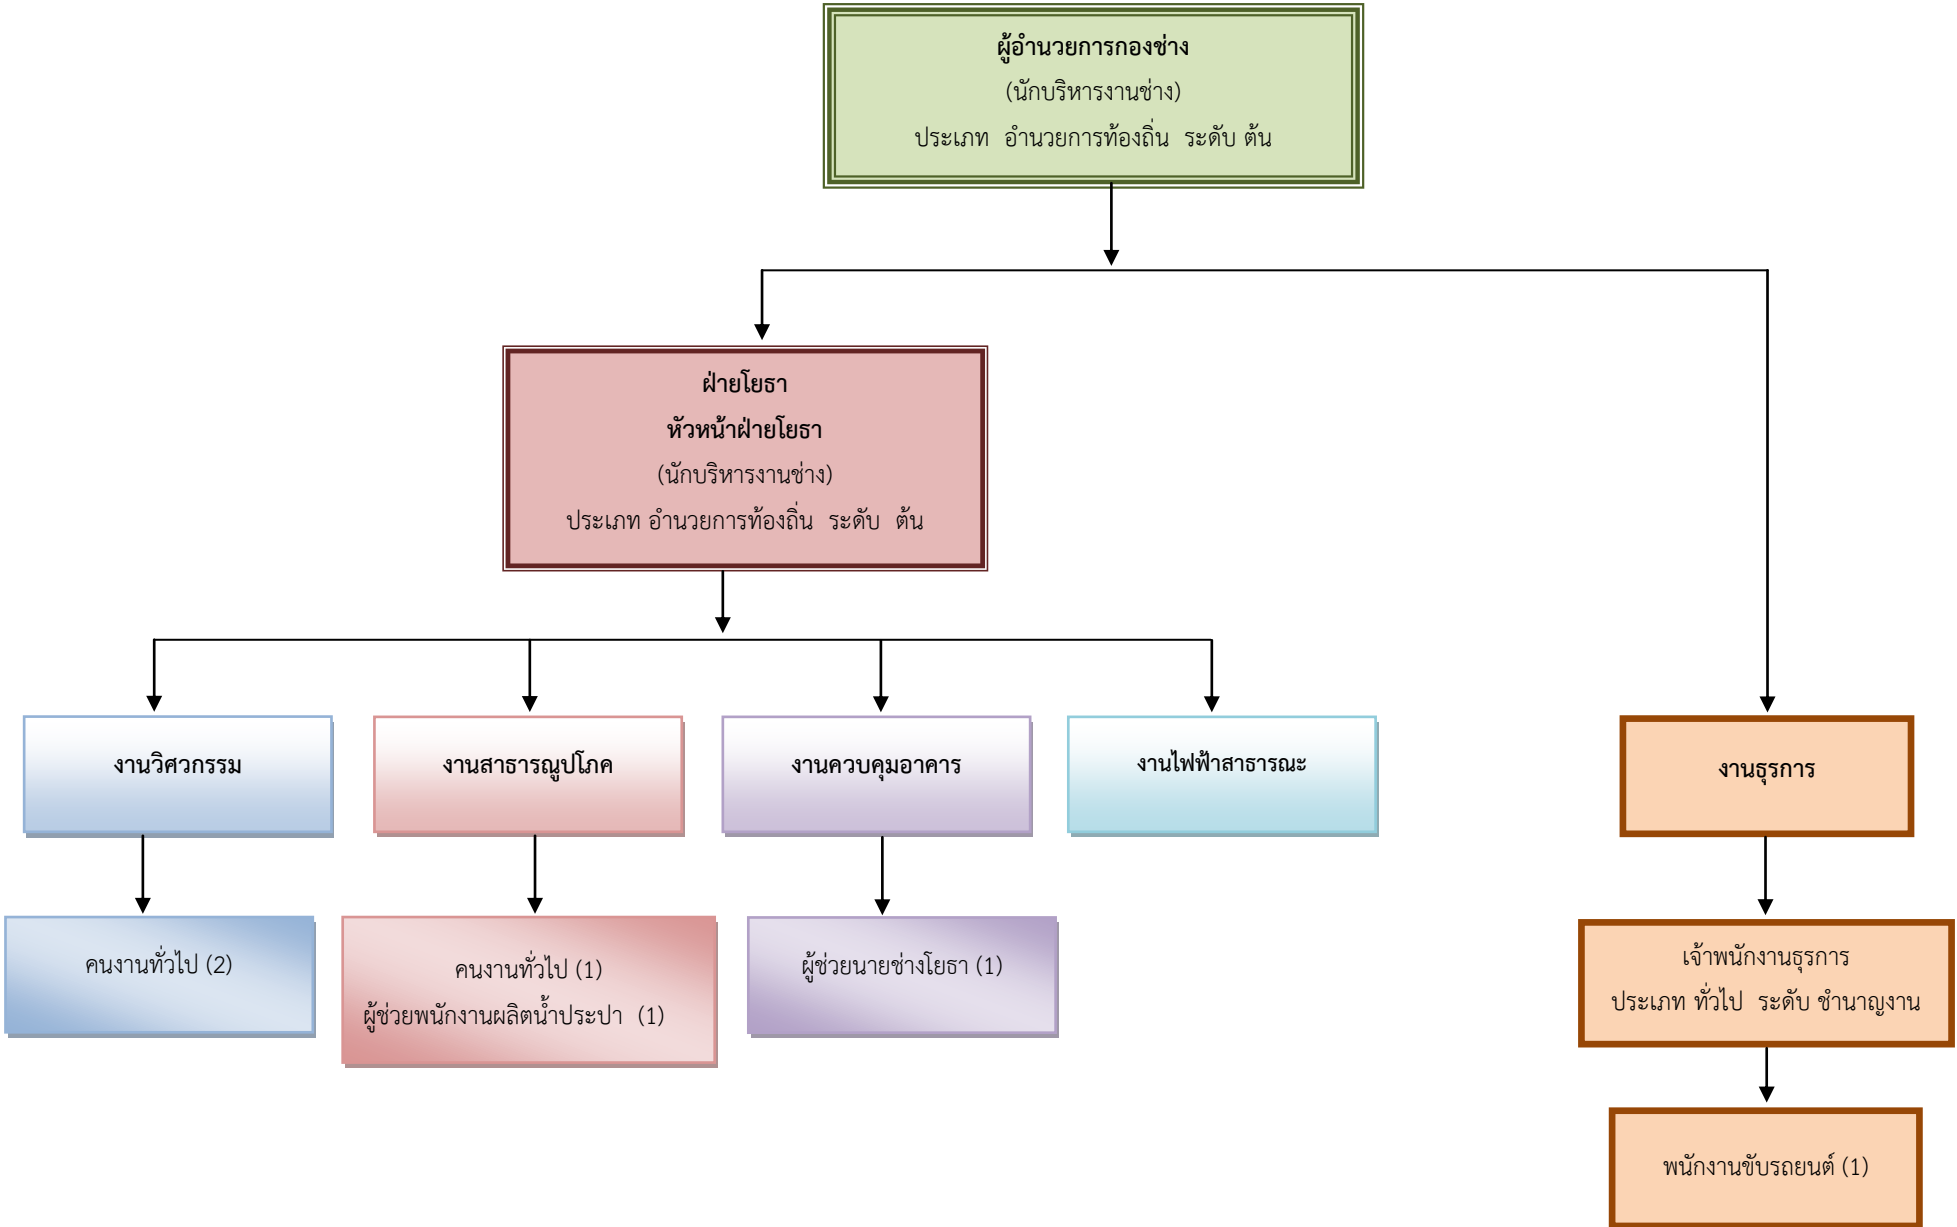 ผู้อำนวยการกองช่าง
(นักบริหารงานช่าง)
ประเภท อำนวยการท้องถิ่น ระดับ ต้น
ฝ่ายโยธา
หัวหน้าฝ่ายโยธา
(นักบริหารงานช่าง)
ประเภท อำนวยการท้องถิ่น ระดับ ต้น
งานวิศวกรรม
งานสาธารณูปโภค
งานควบคุมอาคาร
งานไฟฟ้าสาธารณะ
งานธุรการ
คนงานทั่วไป (2)
คนงานทั่วไป (1)
ผู้ช่วยพนักงานผลิตน้ำประปา (1)
ผู้ช่วยนายช่างโยธา (1)
เจ้าพนักงานธุรการ
ประเภท ทั่วไป ระดับ ชำนาญงาน
พนักงานขับรถยนต์ (1)